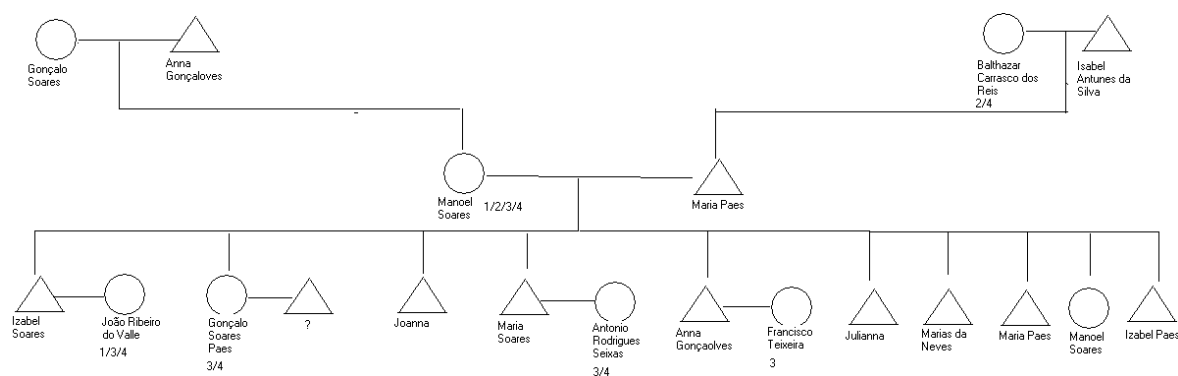 Gonçalo
Soares
Anna
Gonçaloves
Balthazar
Carrasco dos
Reis
2/4
Isabel
Antunes da
Silva
Manoel
Soares
1/2/3/4
Maria Paes
Izabel
Soares
João Ribeiro
do Valle
1/3/4
Gonçalo
Soares
Paes
3/4
?
Joanna
Maria
Soares
Antonio
Rodrigues
Seixas
3/4
Anna
Gonçaolves
Francisco
Teixeira
3
Julianna
Marias da
Neves
Maria Paes
Manoel
Soares
Izabel Paes